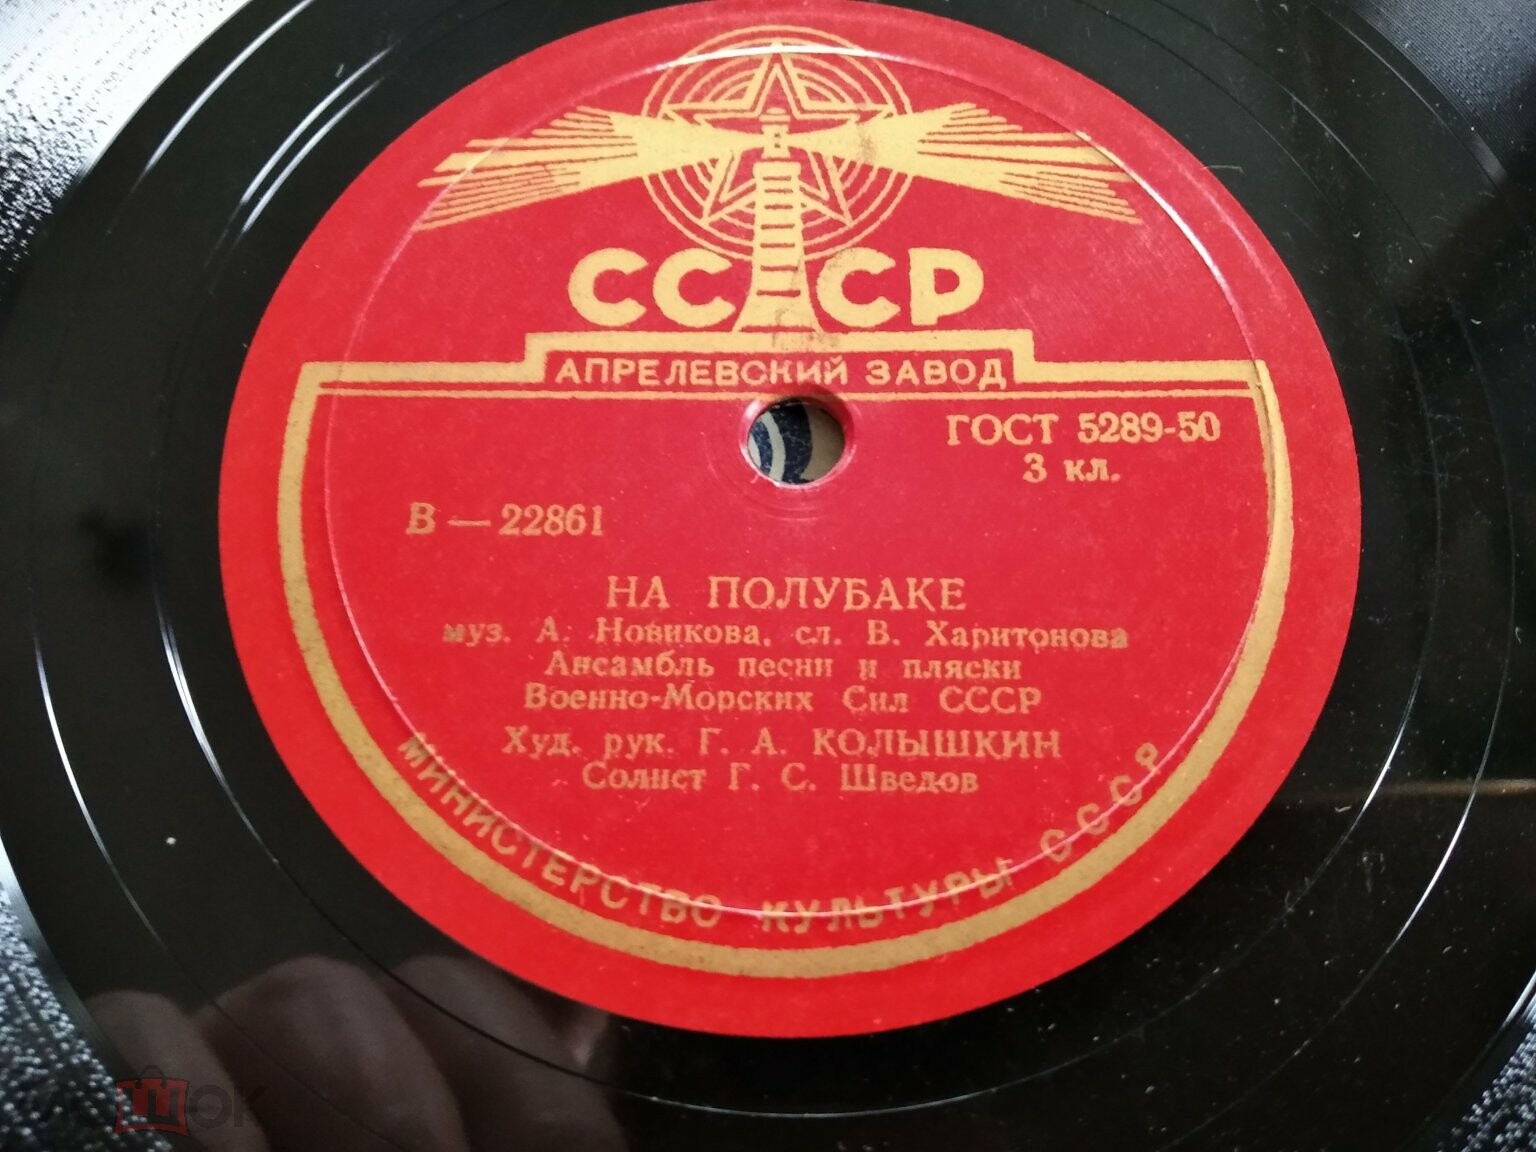 СССР
АПРЕЛЕВСКИЙ ЗАВОД
ГОСТ 5289-50
3 кл.
В — 22861
НА ПОЛУБАКЕ
муз. А. Новикова, сл. В. Харитонова
Ансамбль песни и пляски
Военно-Морских Сил СССР
Худ. рук. Г. А. КОЛЫШКИН
Солист Г. С. Шведов
МИНИСТЕРСТВО КУЛЬТУРЫ СССР